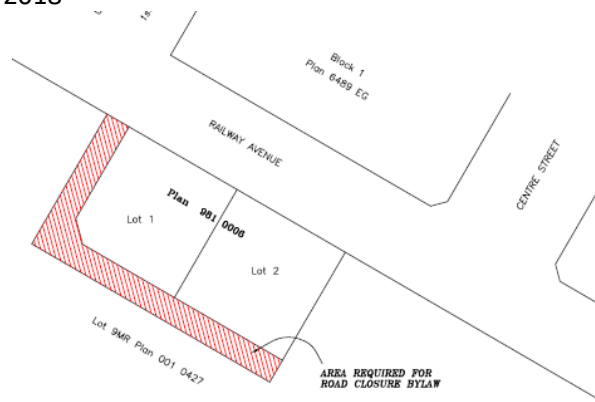 Block 1
Plan 6489 EG
RAILWAY AVENUE
CENTRE STREET
Plan 981 0006
Lot 1
Lot 2
Lot 9MR Plan 001 0427
AREA REQUIRED FOR
ROAD CLOSURE BYLAW